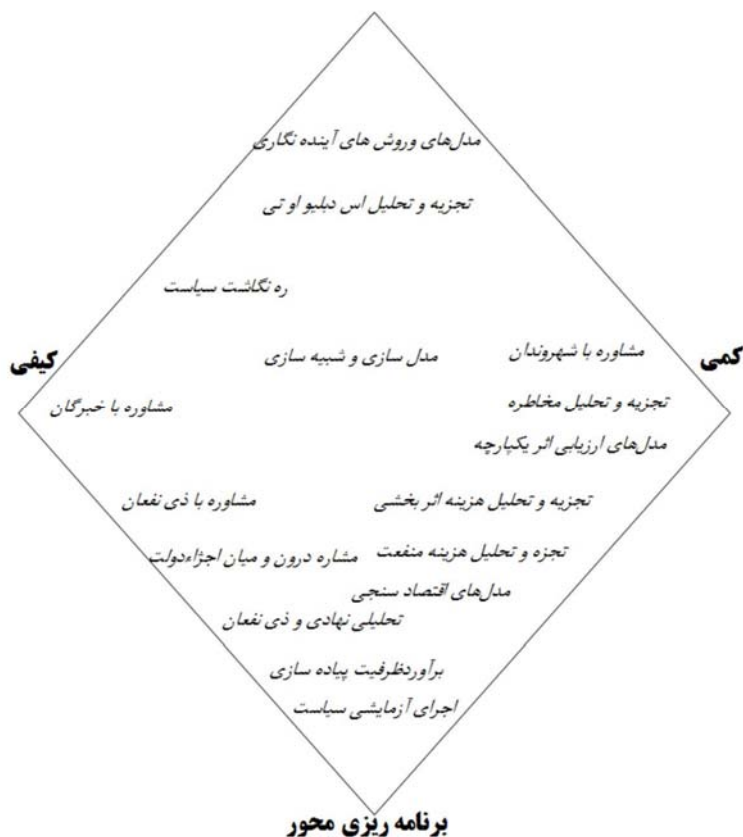 مدل‌های وروش های آینده نگاری
تجزیه و تحلیل اس دبلیو او تی
ره نگاشت سیاست
کمی
مشاوره با شهروندان
مدل سازی و شبیه سازی
کیفی
تجزیه و تحلیل مخاطره
مشاوره با خبرگان
مدل‌های ارزیابی اثر یکپارچه
تجزیه و تحلیل هزینه اثر بخشی
مشاوره با ذی نفعان
تجزه و تحلیل هزینه منفعت
مشاره درون و میان اجزاءدولت
مدل‌های اقتصاد سنجی
تحلیلی نهادی و ذی نفعان
برآوردظرفیت پیاده سازی
اجرای آزمایشی سیاست
برنامه ریزی محور